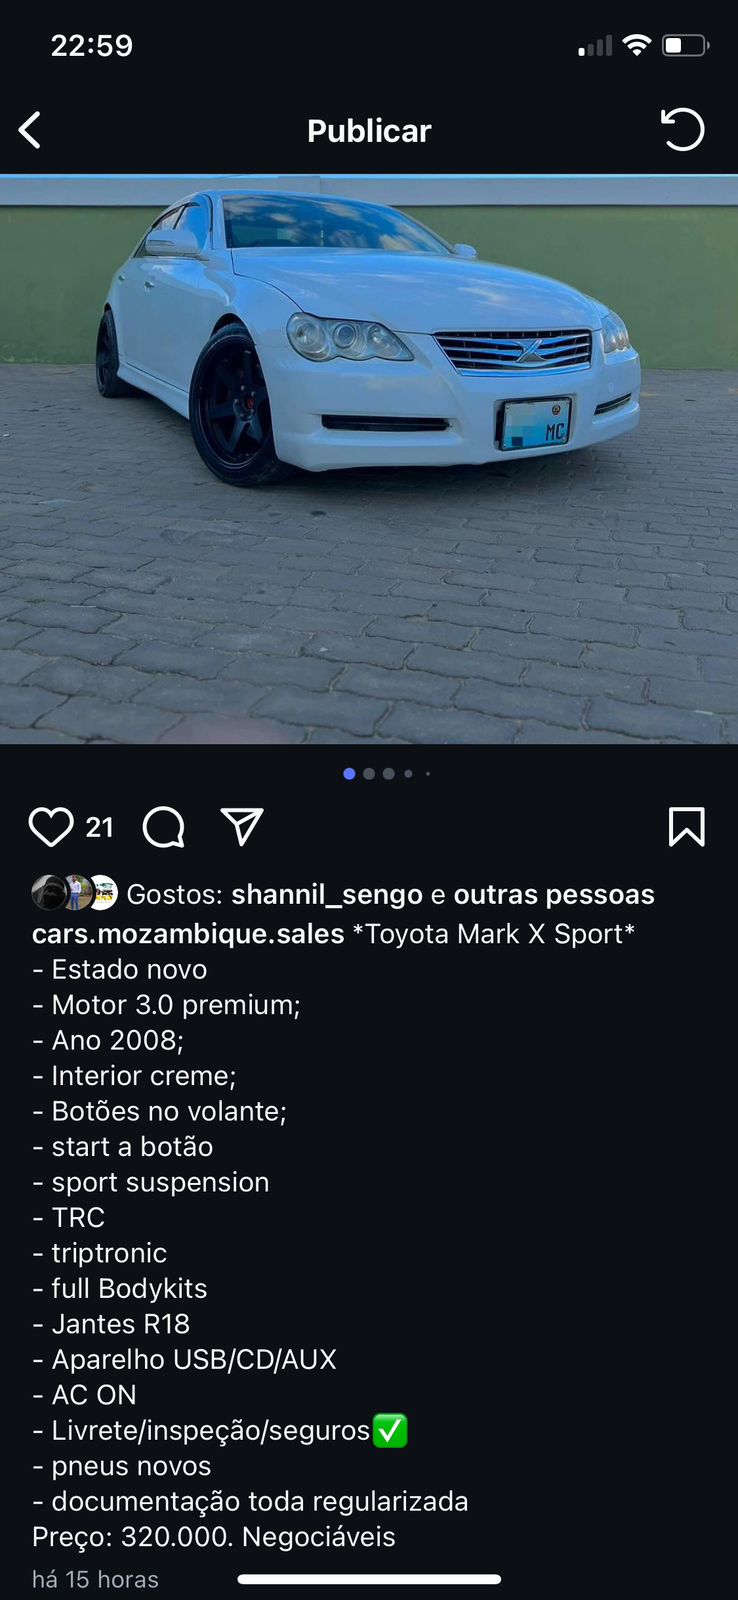 22:59
Publicar
MC
21
Gostos: shannil_sengo e outras pessoas
cars.mozambique.sales *Toyota Mark X Sport*
- Estado novo
- Motor 3.0 premium;
- Ano 2008;
- Interior creme;
- Botões no volante;
- start a botão
- sport suspension
- TRC
- triptronic
- full Bodykits
- Jantes R18
- Aparelho USB/CD/AUX
- AC ON
- Livrete/inspeção/seguros✅
- pneus novos
- documentação toda regularizada
Preço: 320.000. Negociáveis
há 15 horas